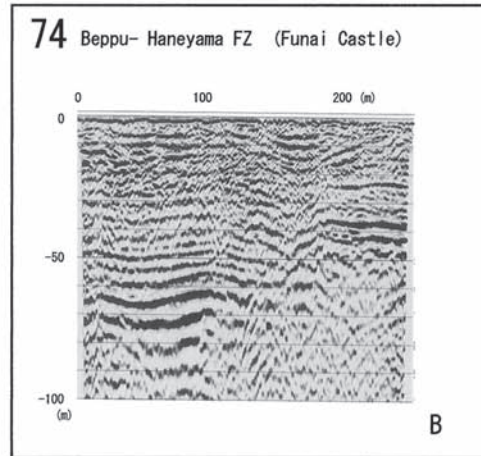 74 Beppu- Haneyama FZ (Funai Castle)
0 100 200 (m)
0
-50
-100
(m)
B